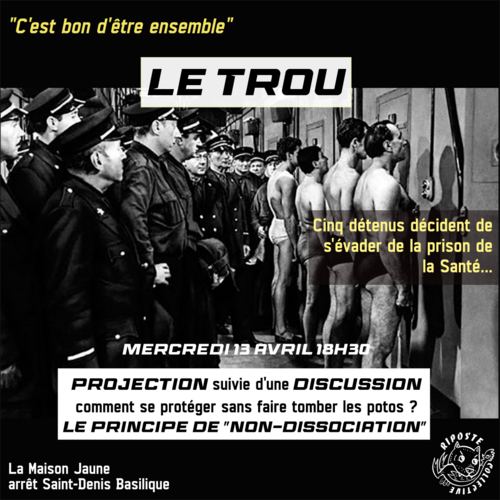 "C'est bon d'être ensemble"
LE TROU
Cinq détenus décident de
s'évader de la prison de
la Santé...
MERCREDI 13 AVRIL 18H30
PROJECTION suivie d'une DISCUSSION
comment se protéger sans faire tomber les potos ?
LE PRINCIPE DE "NON-DISSOCIATION"
La Maison Jaune
arrêt Saint-Denis Basilique
RIPOSTE
COLLECTIVE